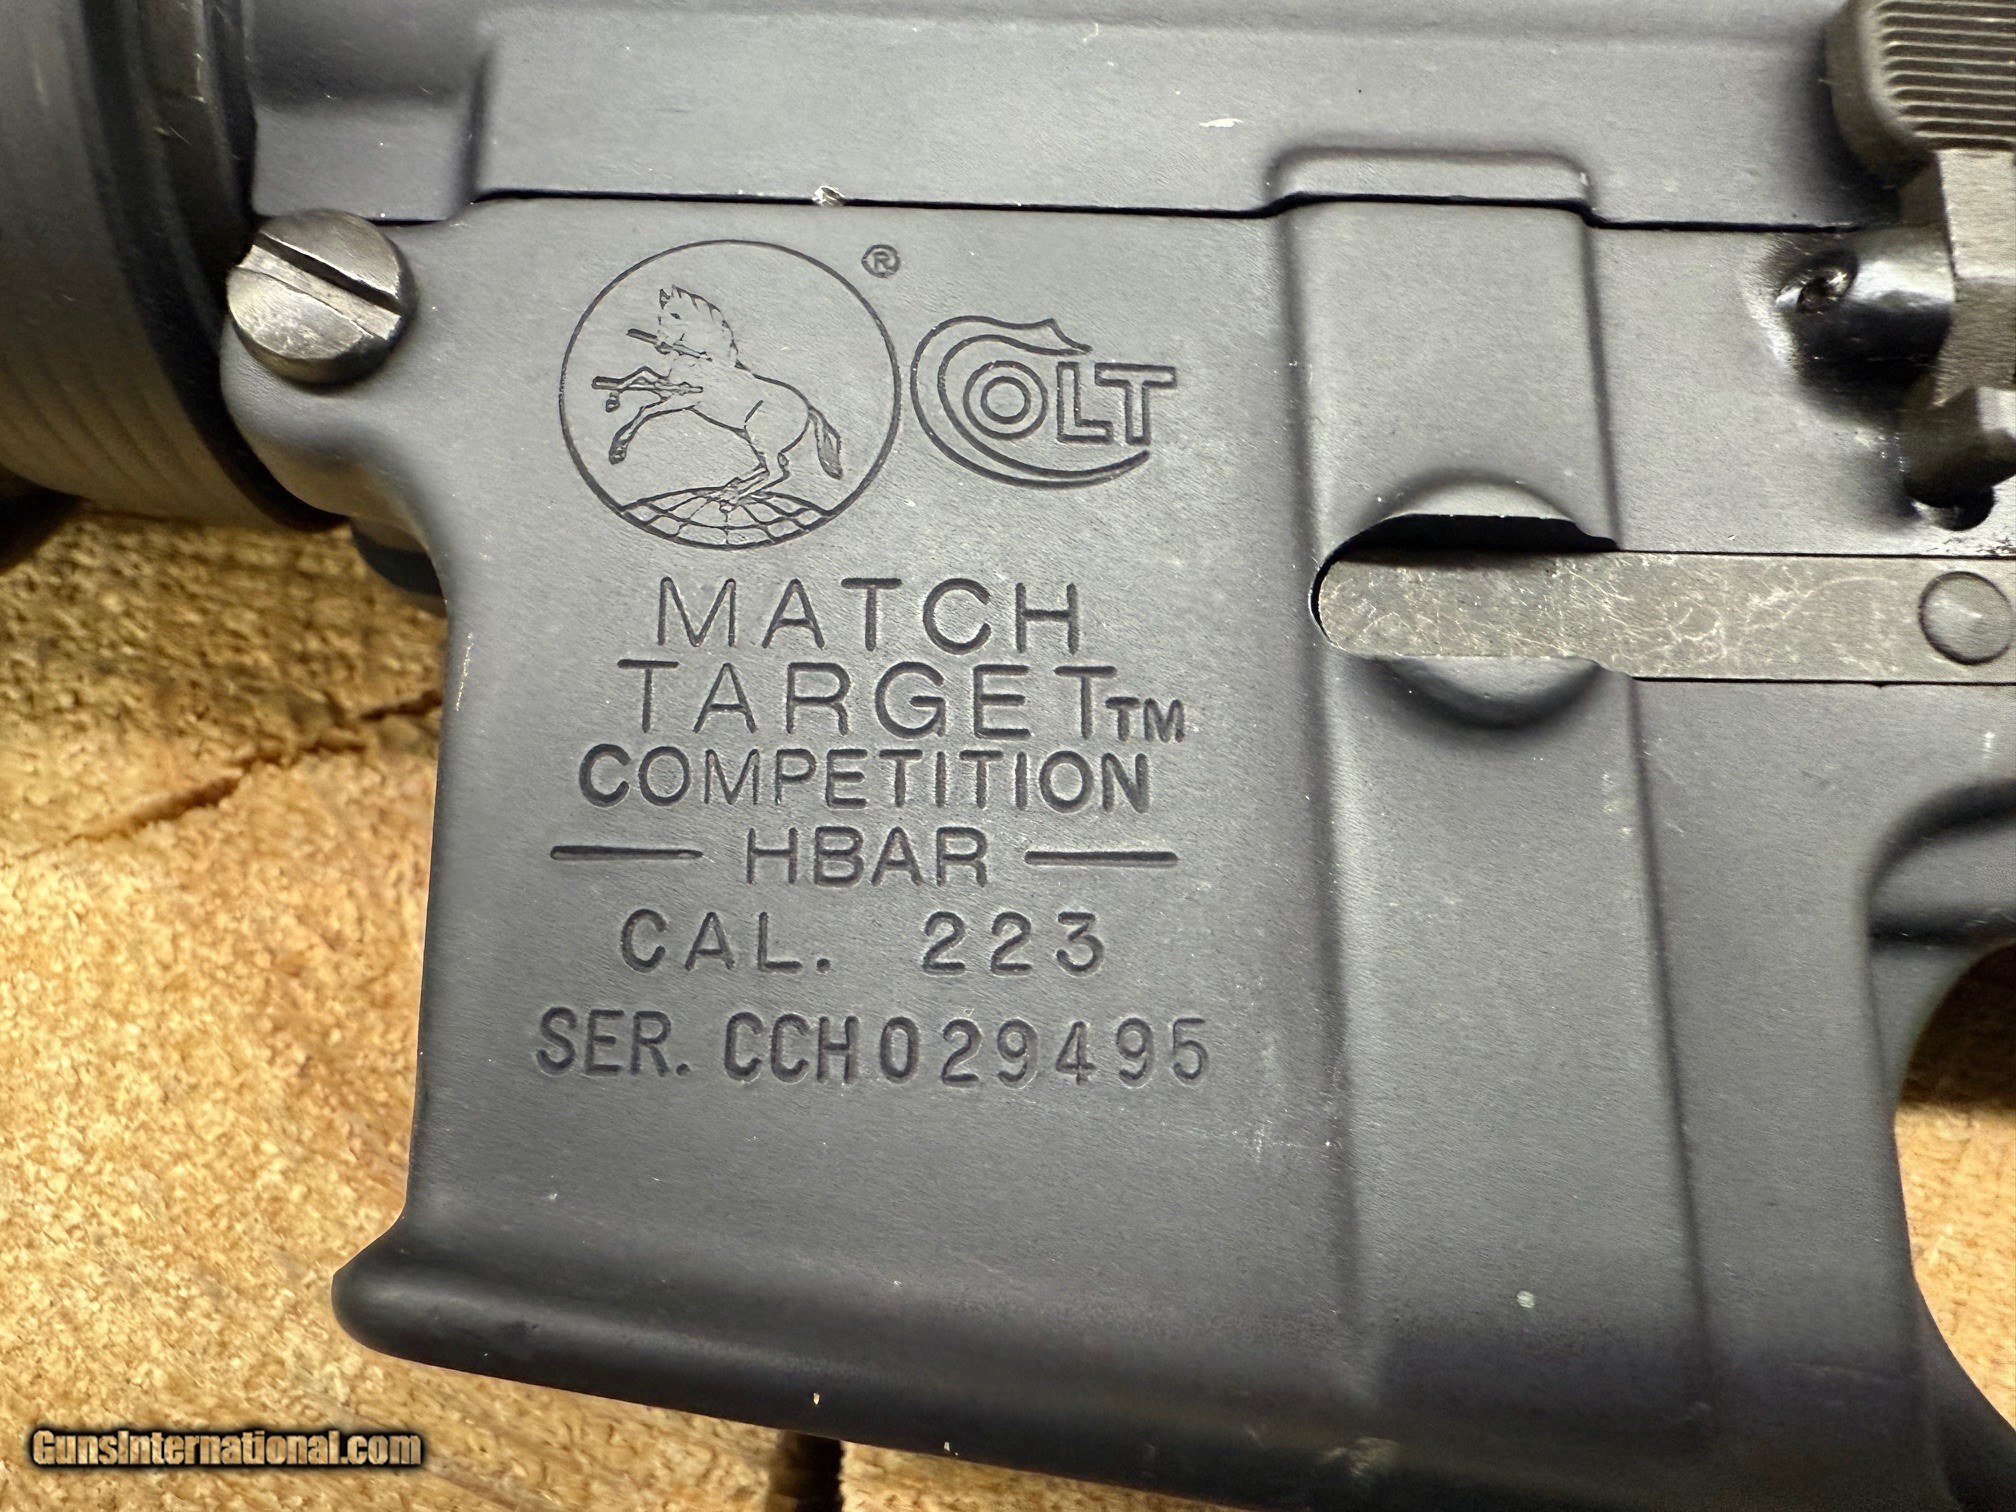 ®
COLT
MATCH
TARGET™
COMPETITION
— HBAR —
CAL. 223
SER. CCH029495
GunsInternational.com